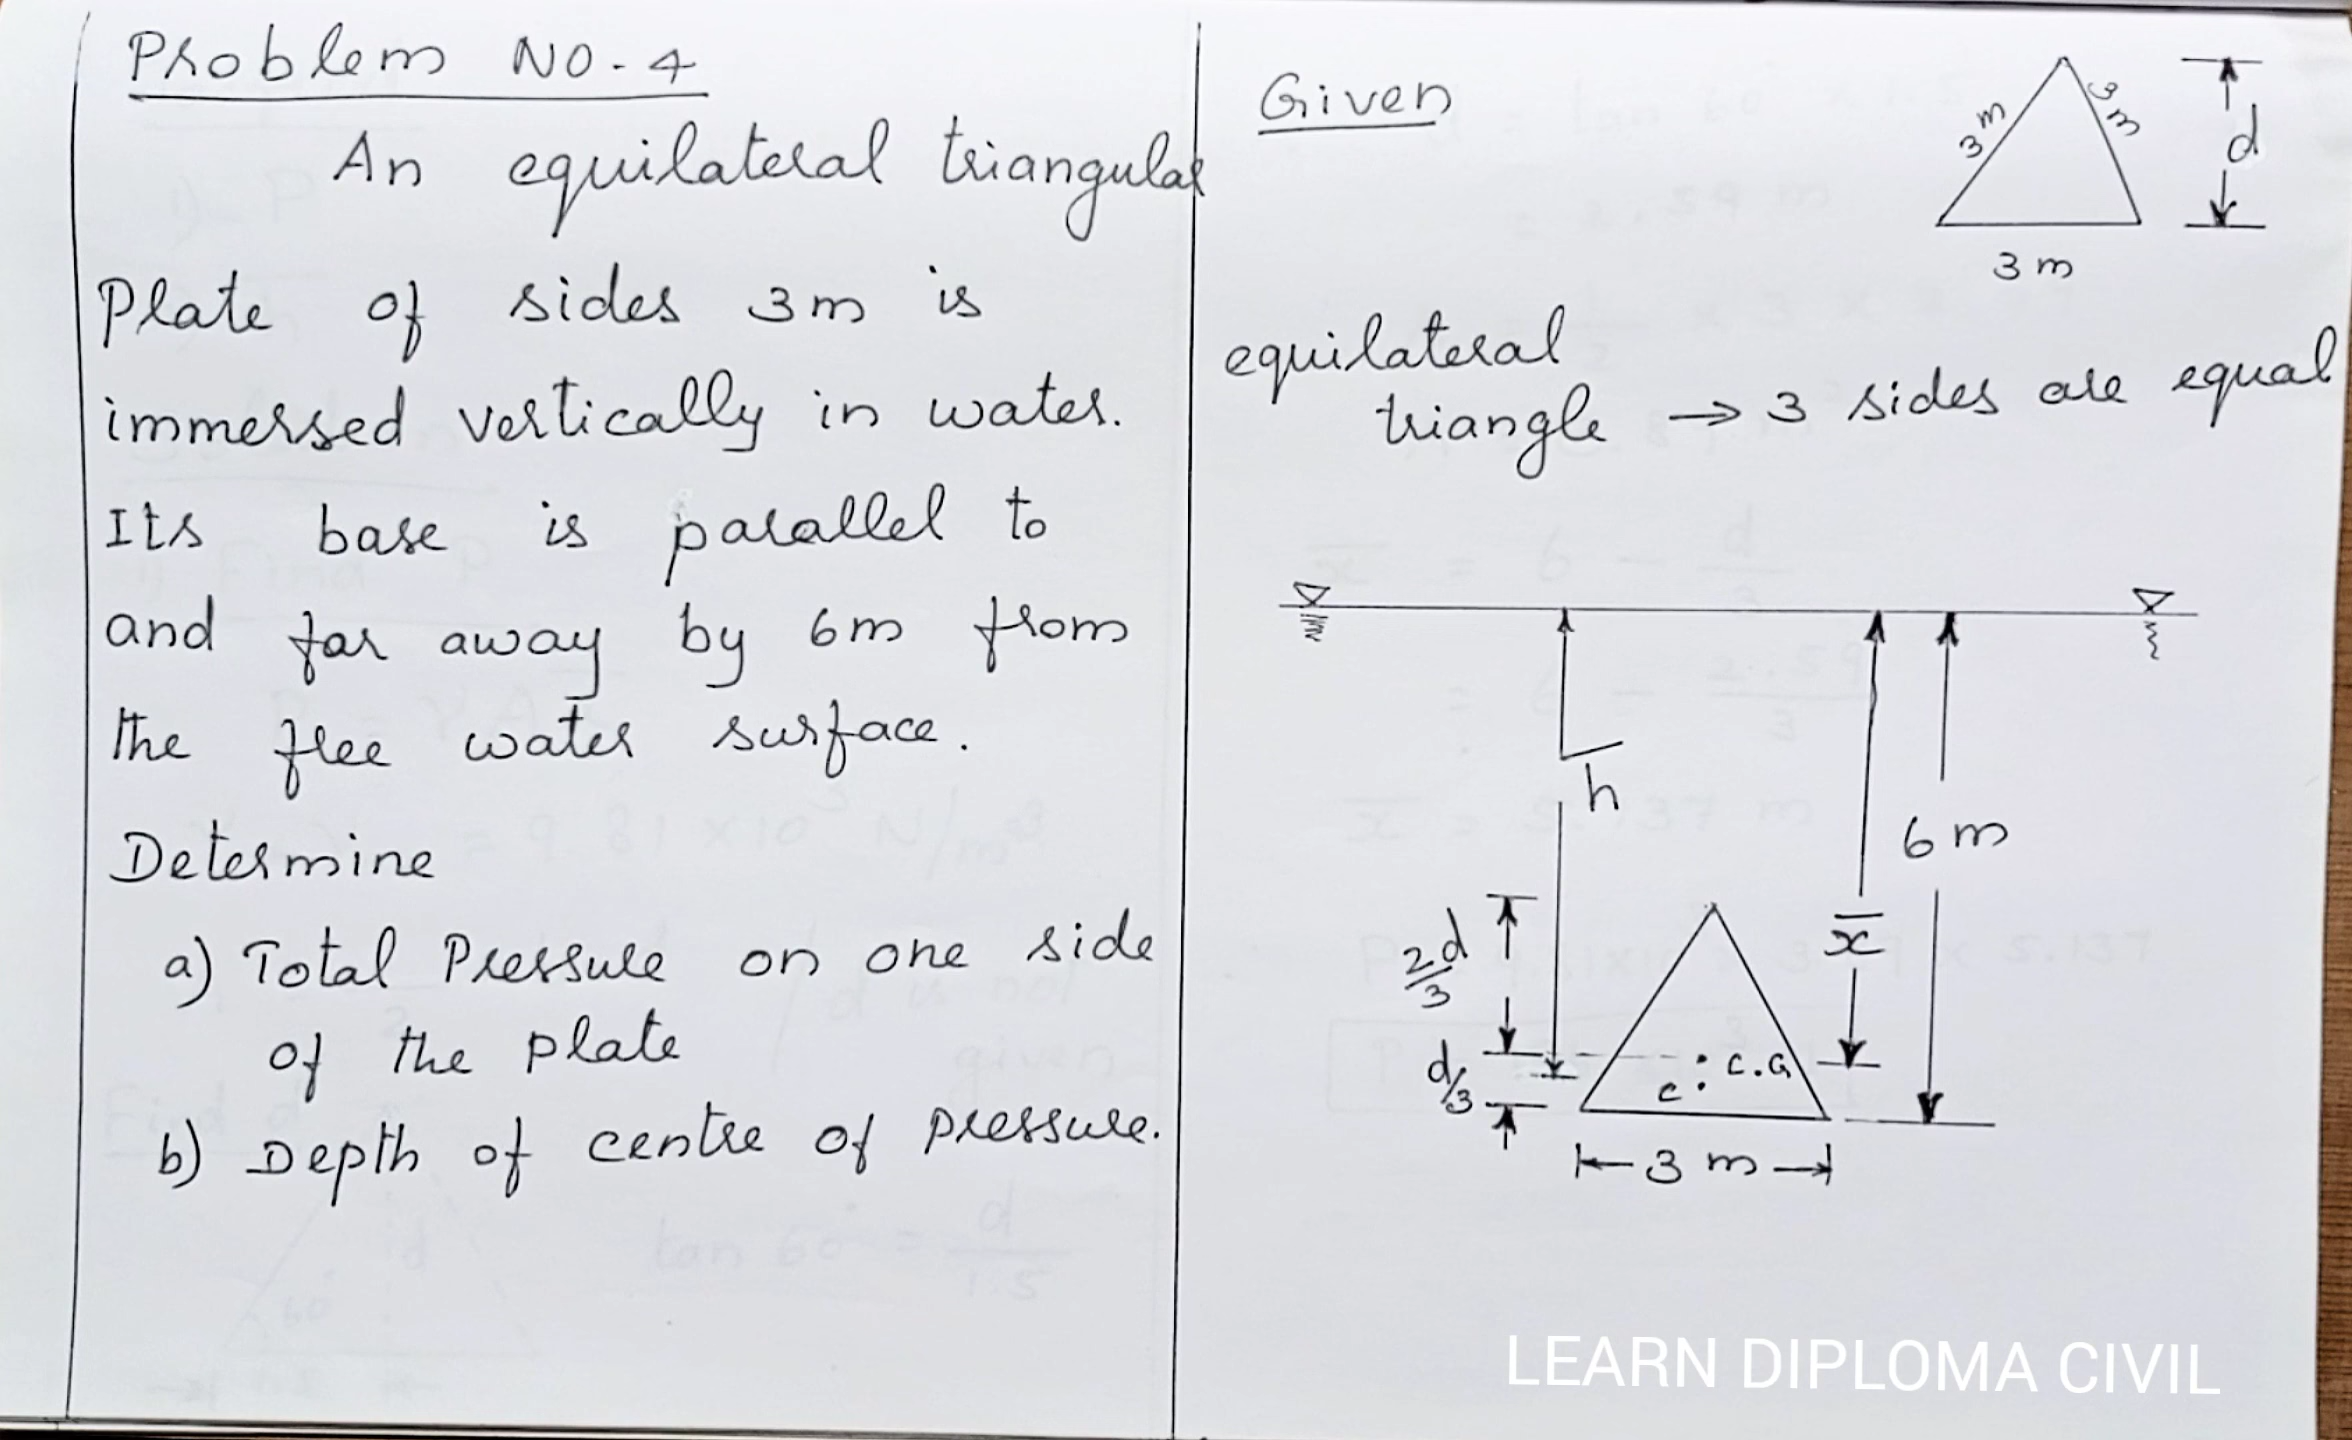 Problem NO. 4
An equilateral triangular
Plate of sides 3m is
immersed vertically in water.
Its base is parallel to
and far away by 6m from
the free water surface.
Determine
a) Total Pressure on one side
of the plate
b) Depth of centre of pressure.
Given
3m
3m
d
3m
equilateral
triangle → 3 sides are equal
h
6m
x̄
2d/3
d/3
c.G
c
3 m
LEARN DIPLOMA CIVIL